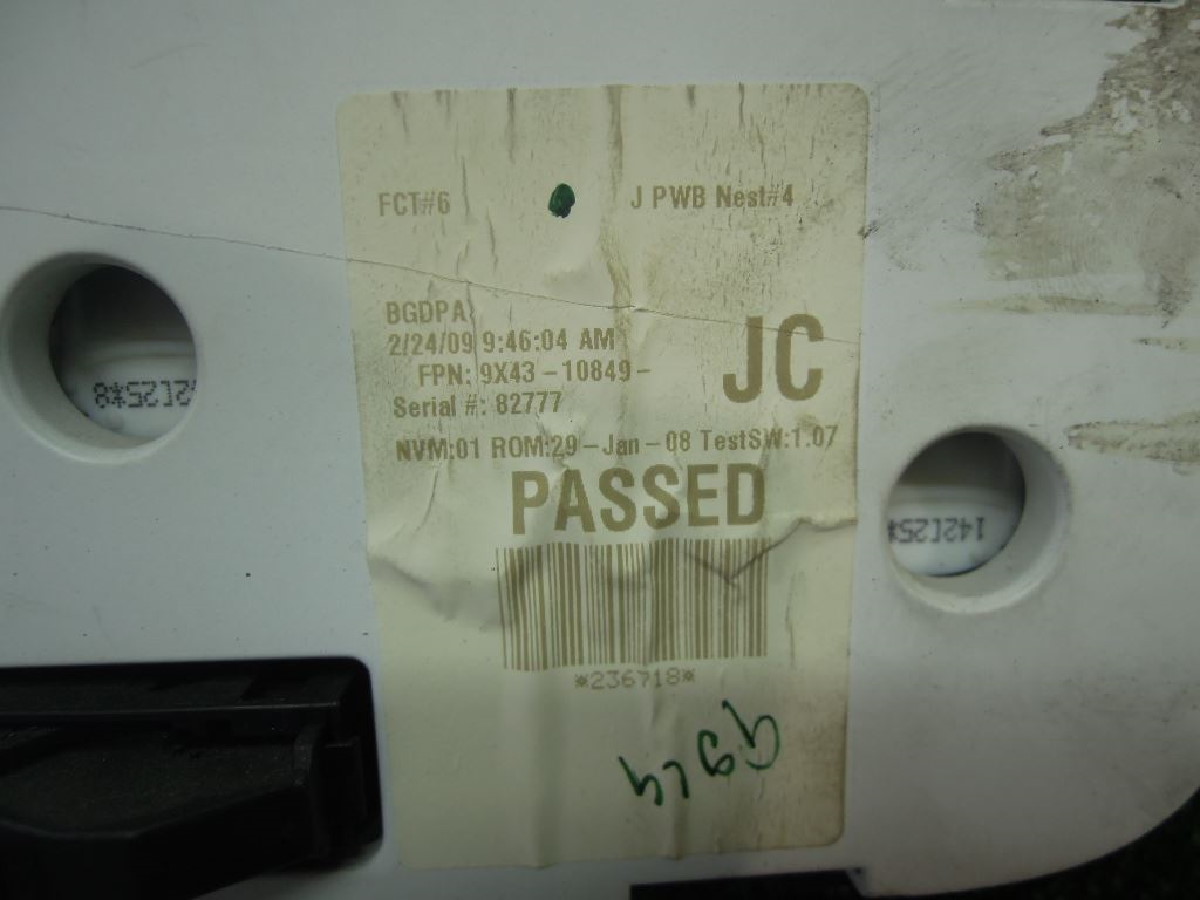 FCT#6 J PWB Nest#4
BGDPA
2/24/09 9:46:04 AM
FPN: 9X43-10849-
JC
Serial #: 82777
NVM:01 ROM:29-Jan-08 TestSW:1.07
PASSED
*236718*